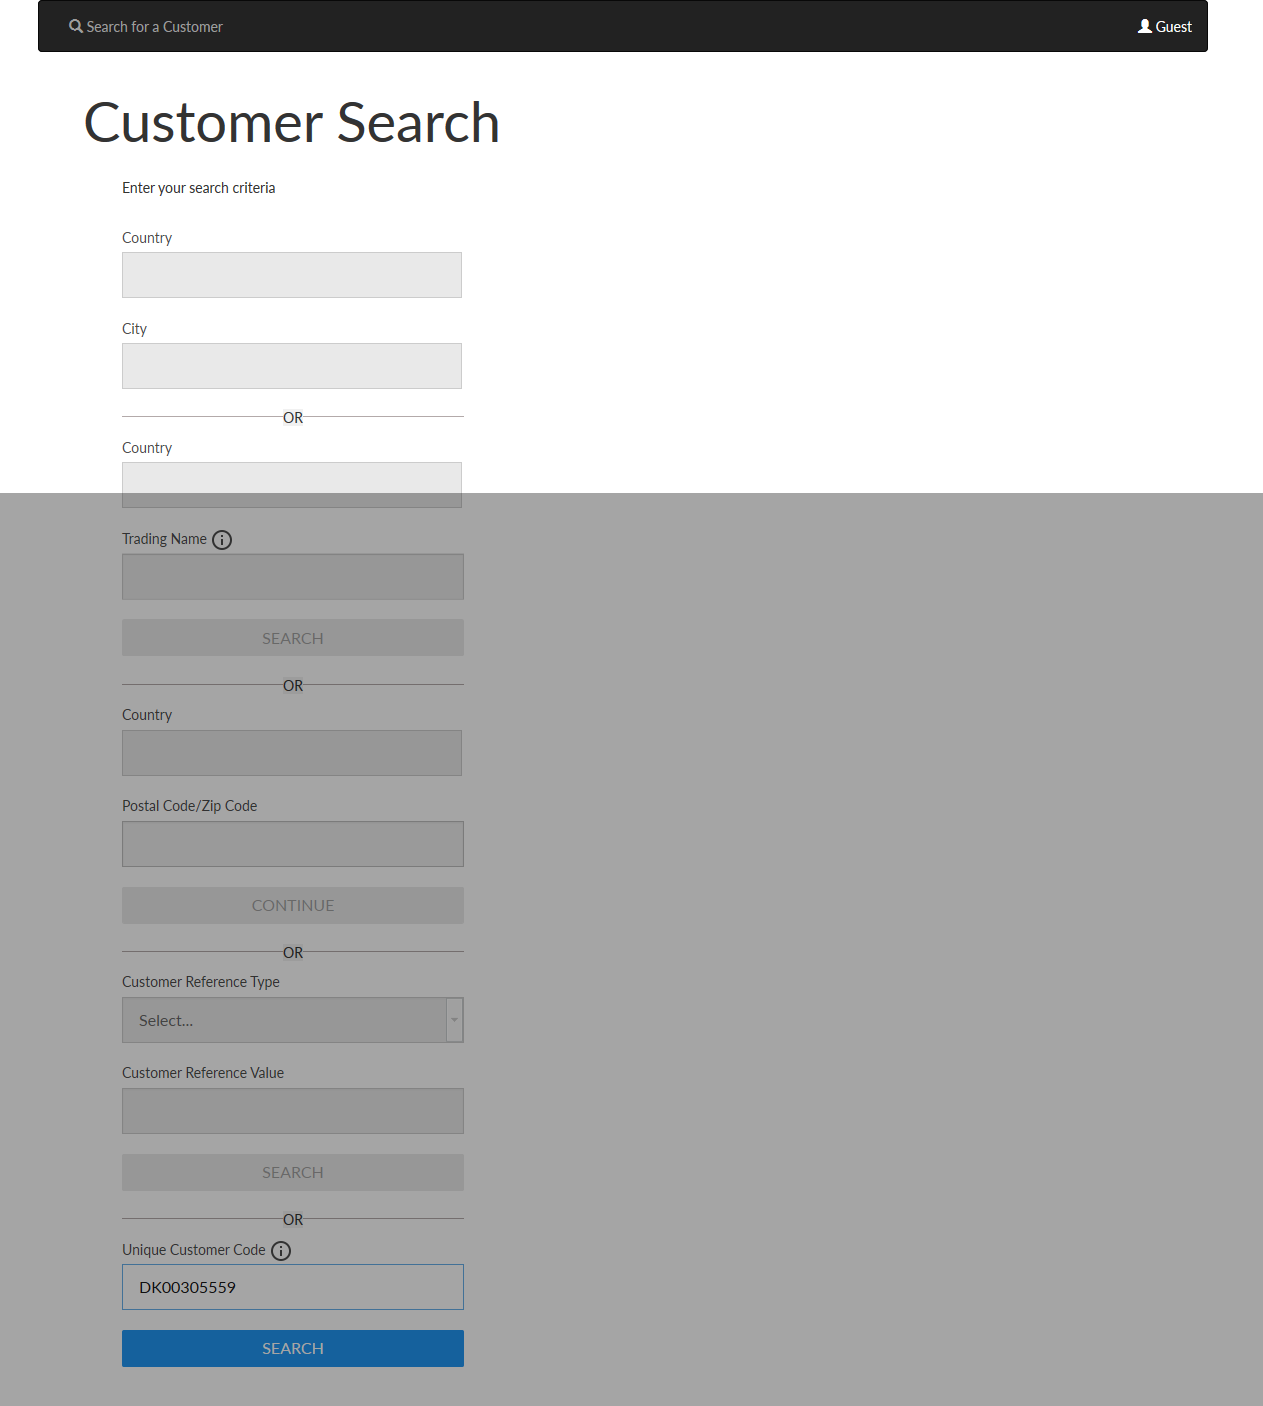 Search for a Customer
Guest
Customer Search
Enter your search criteria
Country
City
OR
Country
Trading Name
SEARCH
OR
Country
Postal Code/Zip Code
CONTINUE
OR
Customer Reference Type
Select...
Customer Reference Value
SEARCH
OR
Unique Customer Code
DK00305559
SEARCH